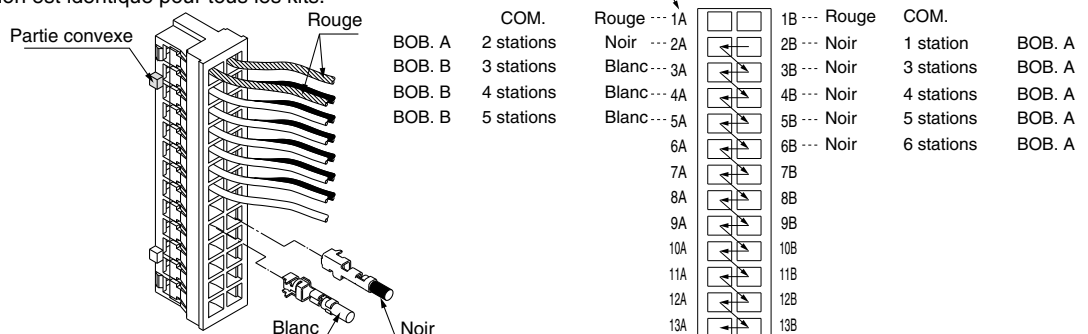 ion est identique pour tous les kits.
Partie convexe
Rouge
COM.
BOB. A 2 stations
BOB. B 3 stations
BOB. B 4 stations
BOB. B 5 stations
Rouge --- 1A 1B --- Rouge COM.
Noir --- 2A 2B --- Noir 1 station BOB. A
Blanc --- 3A 3B --- Noir 3 stations BOB. A
Blanc --- 4A 4B --- Noir 4 stations BOB. A
Blanc --- 5A 5B --- Noir 5 stations BOB. A
6A 6B --- Noir 6 stations BOB. A
7A 7B
8A 8B
9A 9B
10A 10B
11A 11B
12A 12B
13A 13B
Blanc
Noir